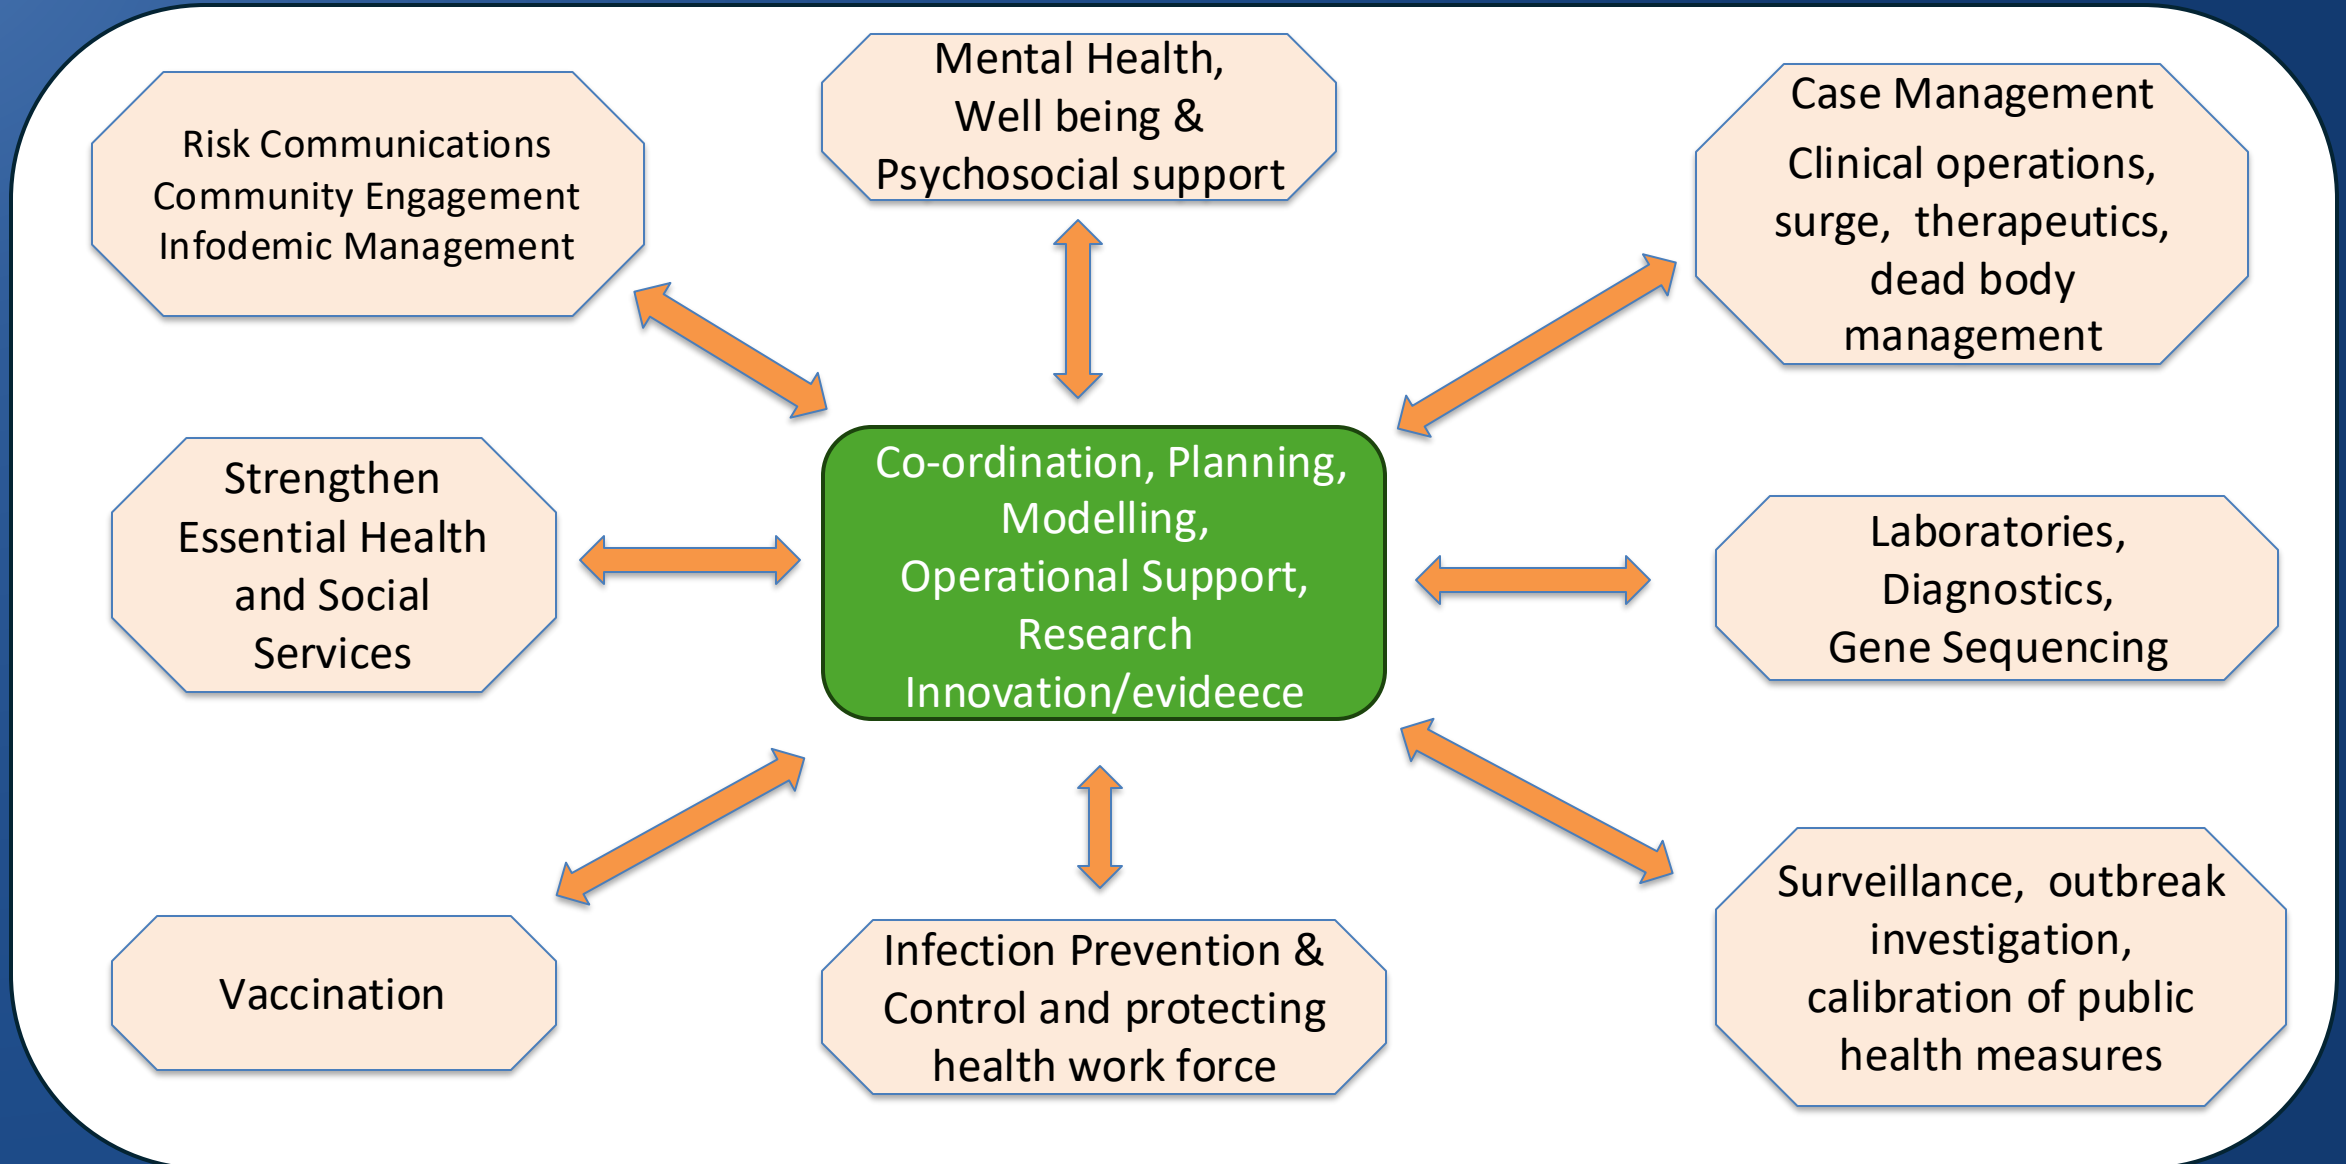 Mental Health,
Well being &
Psychosocial support
Risk Communications
Community Engagement
Infodemic Management
Case Management
Clinical operations,
surge, therapeutics,
dead body
management
Strengthen
Essential Health
and Social
Services
Co-ordination, Planning,
Modelling,
Operational Support,
Research
Innovation/evideece
Laboratories,
Diagnostics,
Gene Sequencing
Vaccination
Infection Prevention &
Control and protecting
health work force
Surveillance, outbreak
investigation,
calibration of public
health measures